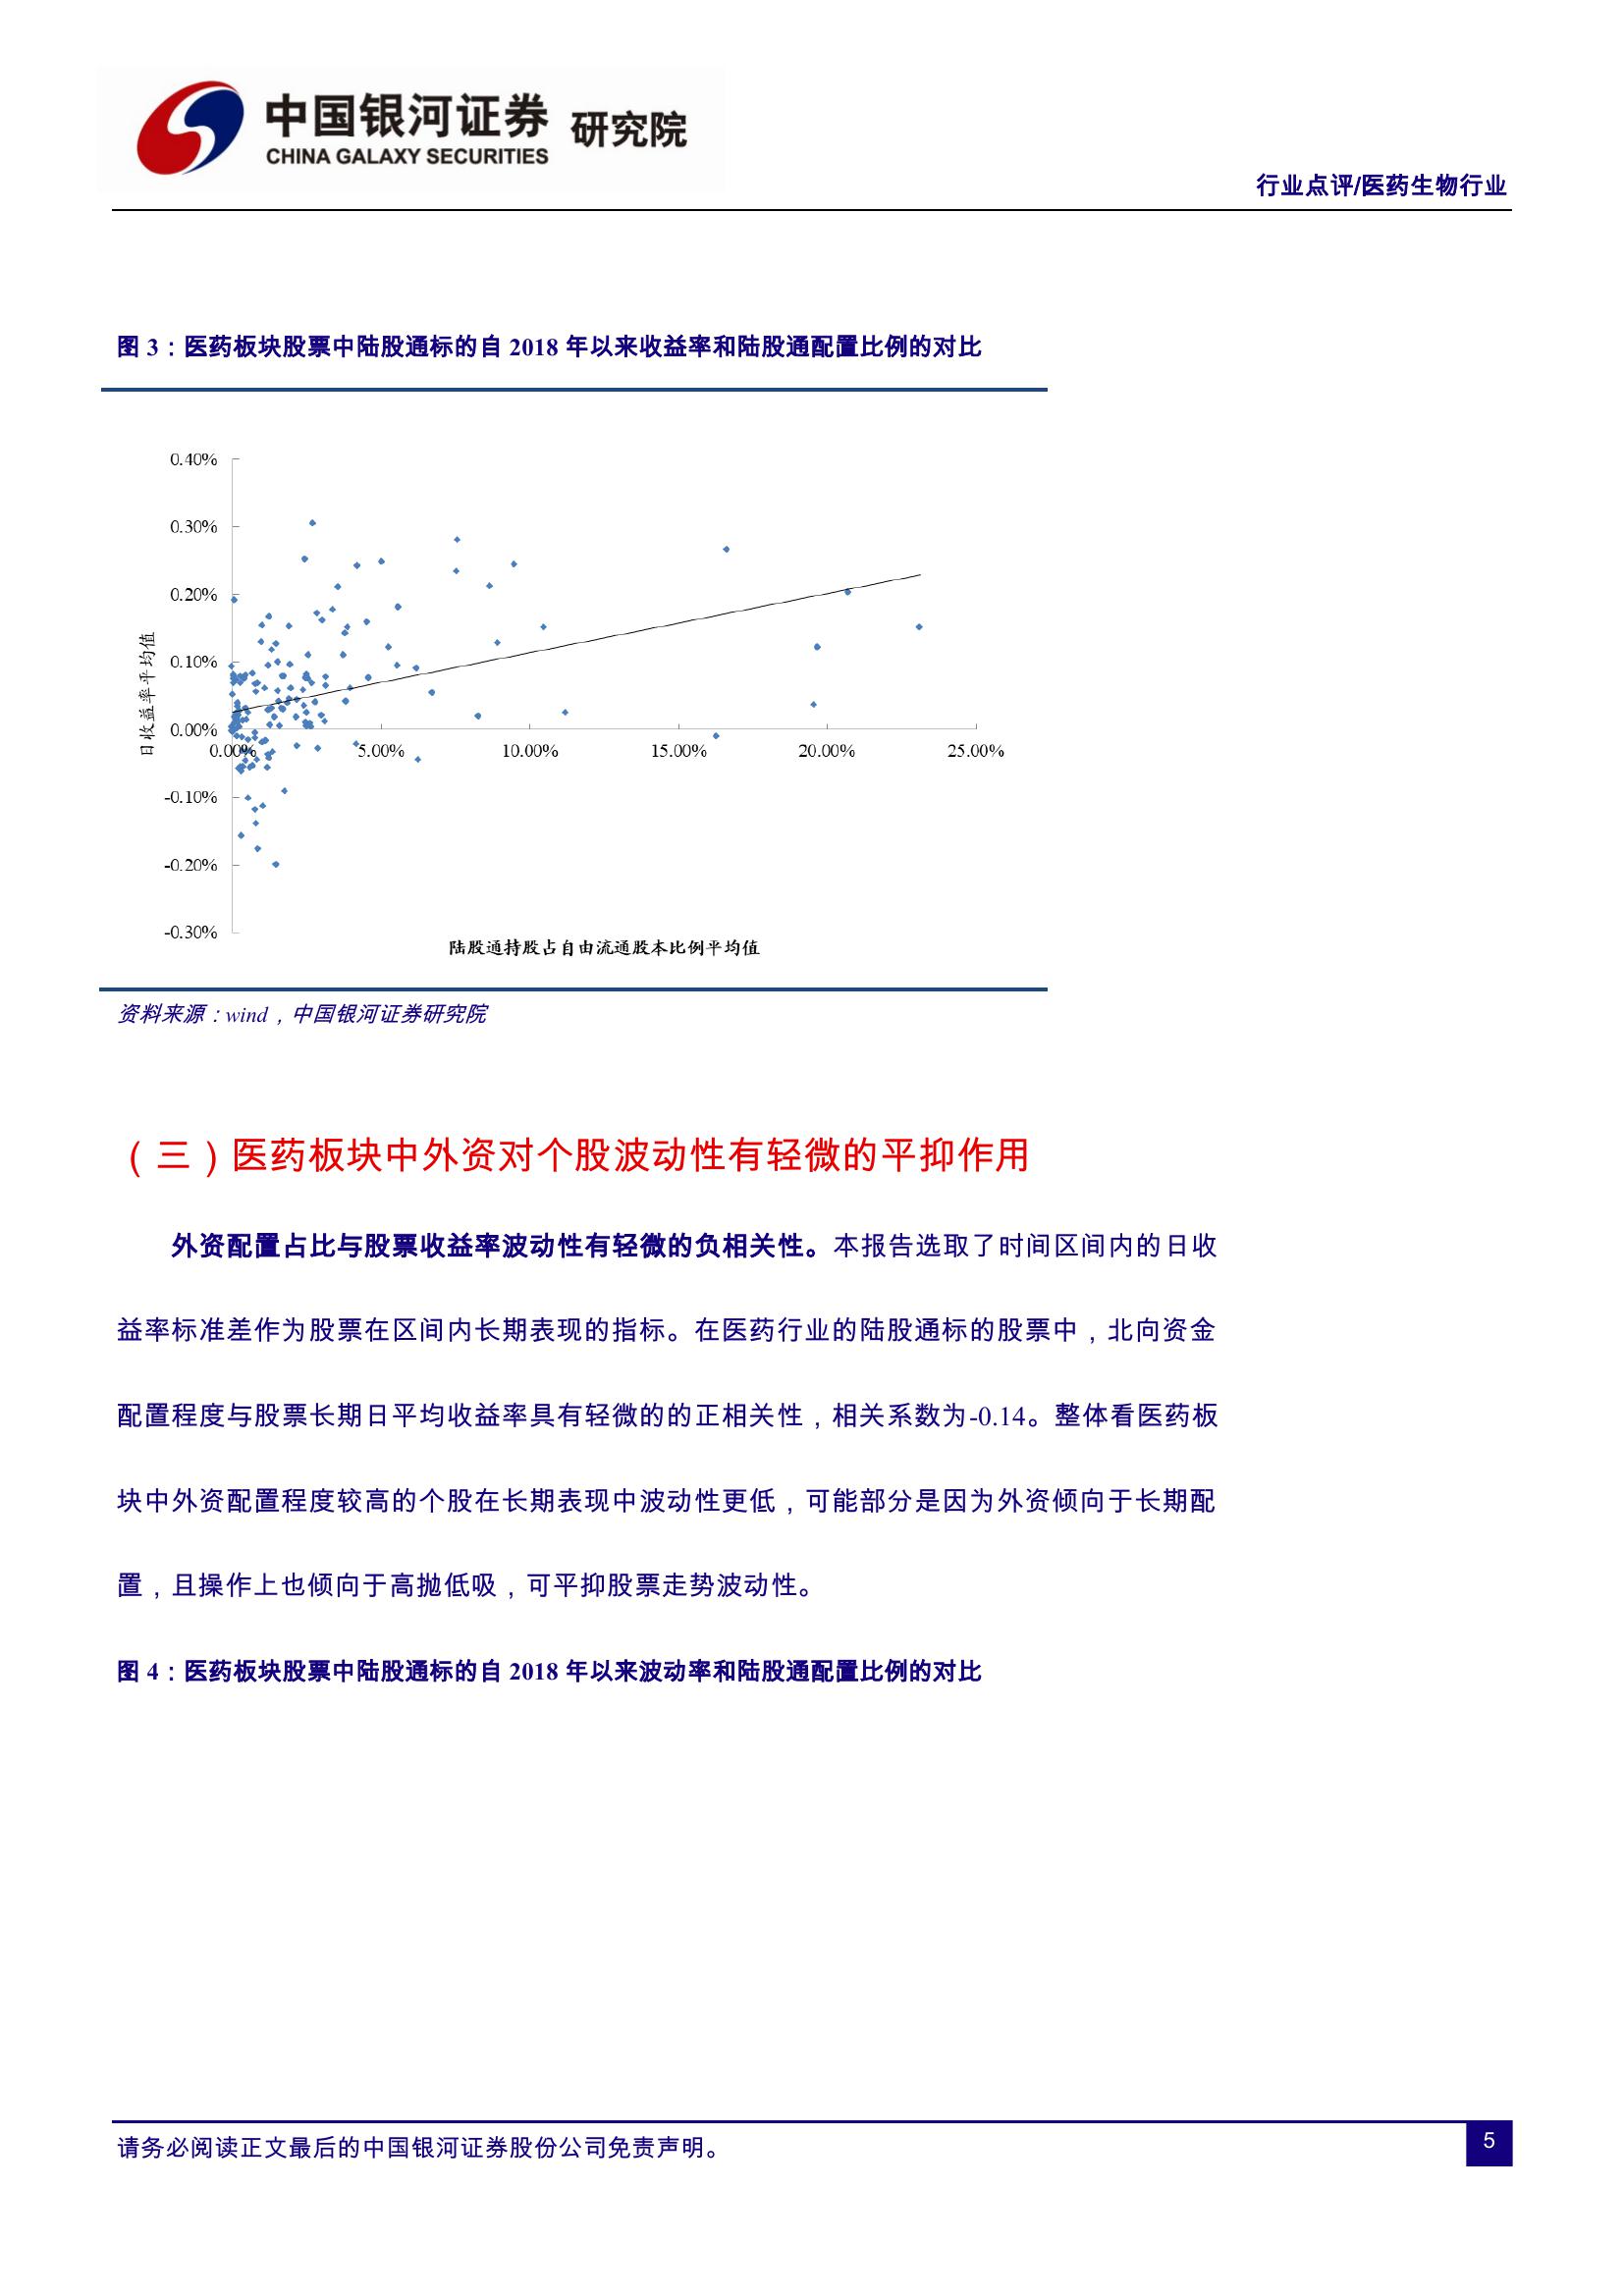 中国银河证券 研究院
CHINA GALAXY SECURITIES
行业点评/医药生物行业
图 3：医药板块股票中陆股通标的自 2018 年以来收益率和陆股通配置比例的对比
0.40%
0.30%
0.20%
0.10%
0.00%
-0.10%
-0.20%
-0.30%
日收益率平均值
0.00% 5.00% 10.00% 15.00% 20.00% 25.00%
陆股通持股占自由流通股本比例平均值
资料来源：wind，中国银河证券研究院
（三）医药板块中外资对个股波动性有轻微的平抑作用
外资配置占比与股票收益率波动性有轻微的负相关性。本报告选取了时间区间内的日收
益率标准差作为股票在区间内长期表现的指标。在医药行业的陆股通标的股票中，北向资金
配置程度与股票长期日平均收益率具有轻微的的正相关性，相关系数为-0.14。整体看医药板
块中外资配置程度较高的个股在长期表现中波动性更低，可能部分是因为外资倾向于长期配
置，且操作上也倾向于高抛低吸，可平抑股票走势波动性。
图 4：医药板块股票中陆股通标的自 2018 年以来波动率和陆股通配置比例的对比
请务必阅读正文最后的中国银河证券股份公司免责声明。
5